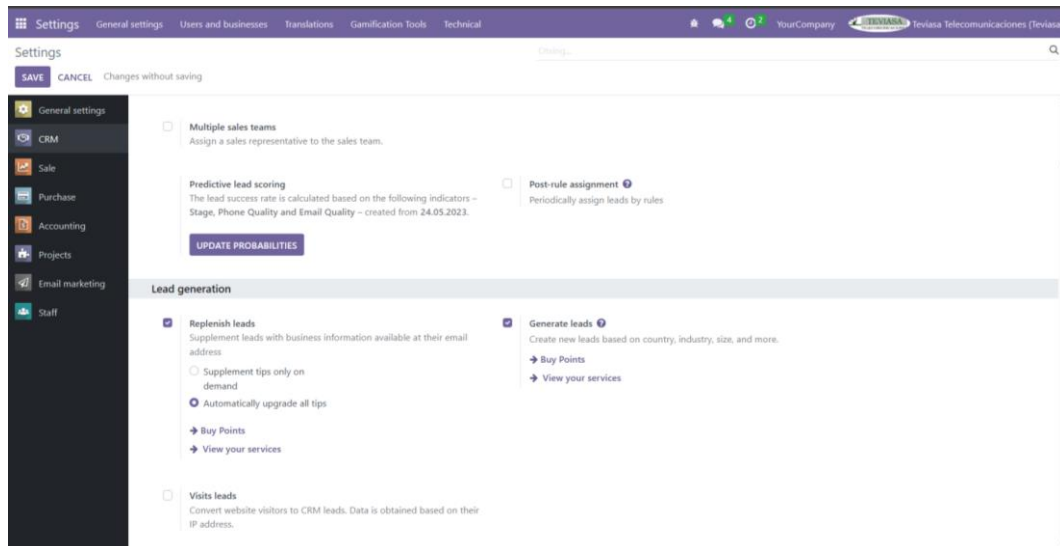 Settings General settings Users and businesses Translations Gamification Tools Technical 4 2 YourCompany TEVIASA Teviasa Telecomunicaciones (Teviasa
Settings
SAVE CANCEL Changes without saving
General settings
CRM
Sale
Purchase
Accounting
Projects
Email marketing
Staff
Multiple sales teams
Assign a sales representative to the sales team.
Predictive lead scoring
The lead success rate is calculated based on the following indicators –
Stage, Phone Quality and Email Quality – created from 24.05.2023.
UPDATE PROBABILITIES
Post-rule assignment ?
Periodically assign leads by rules
Lead generation
Replenish leads
Supplement leads with business information available at their email
address
Supplement tips only on
demand
Automatically upgrade all tips
Buy Points
View your services
Generate leads ?
Create new leads based on country, industry, size, and more.
Buy Points
View your services
Visits leads
Convert website visitors to CRM leads. Data is obtained based on their
IP address.